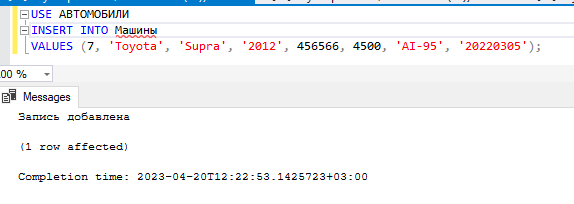 USE АВТОМОБИЛИ
INSERT INTO Машины
VALUES (7, 'Toyota', 'Supra', '2012', 456566, 4500, 'AI-95', '20220305');
00 %
Messages
Запись добавлена
(1 row affected)
Completion time: 2023-04-20T12:22:53.1425723+03:00